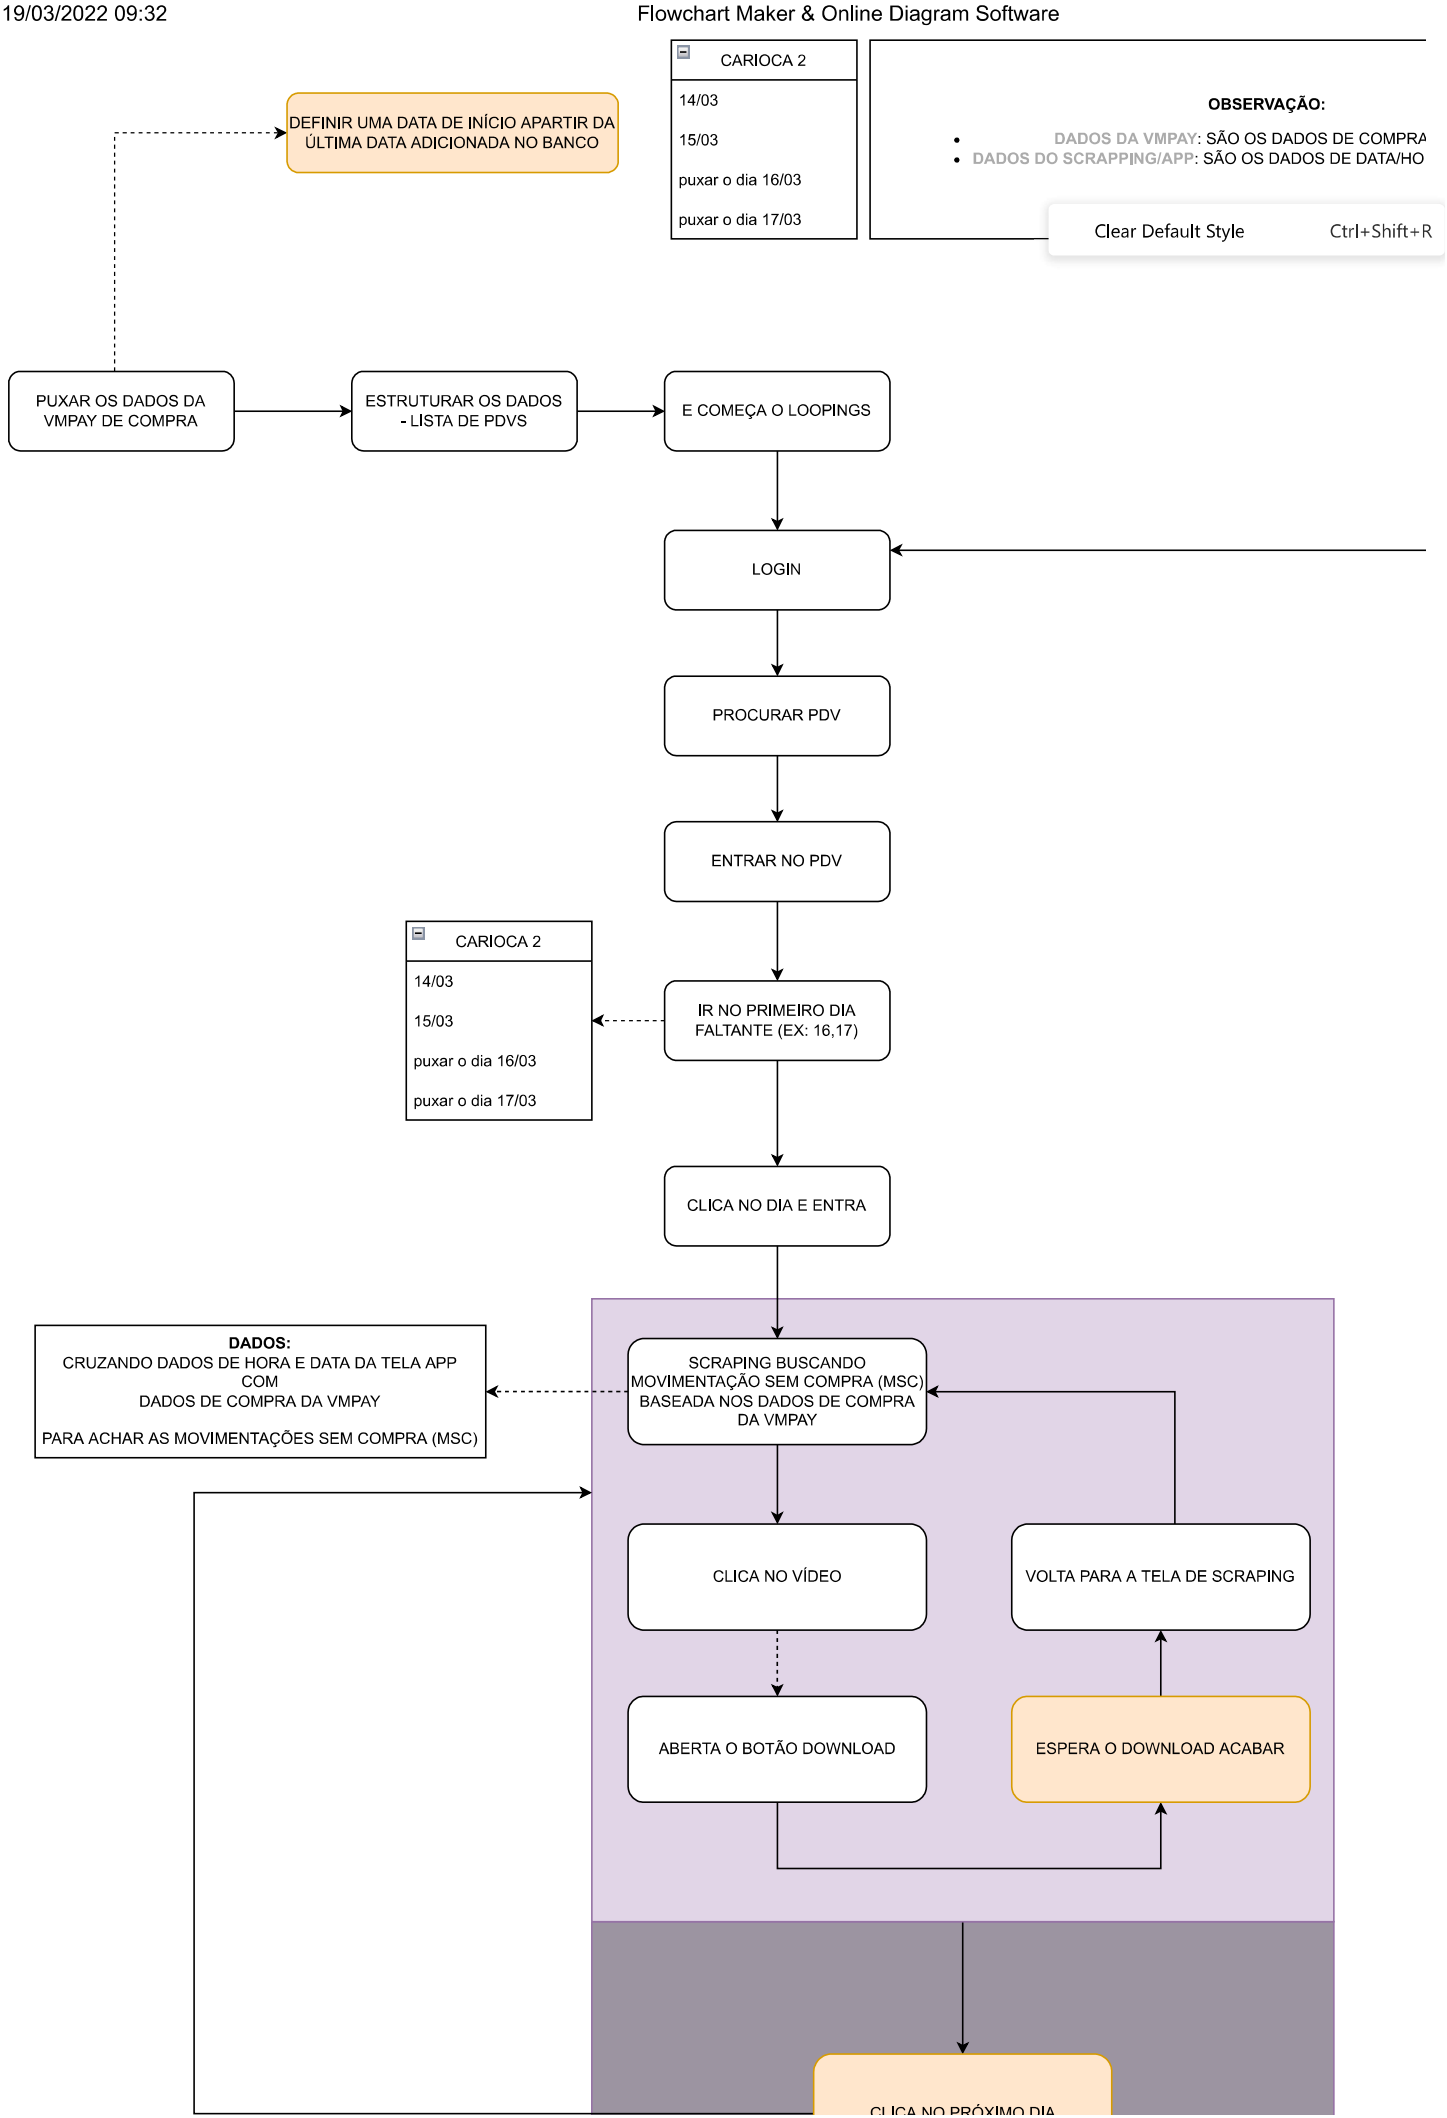 19/03/2022 09:32
Flowchart Maker & Online Diagram Software
CARIOCA 2
14/03
15/03
puxar o dia 16/03
puxar o dia 17/03
OBSERVAÇÃO:
• DADOS DA VMPAY: SÃO OS DADOS DE COMPRA
• DADOS DO SCRAPPING/APP: SÃO OS DADOS DE DATA/HO
Clear Default Style Ctrl+Shift+R
DEFINIR UMA DATA DE INÍCIO APARTIR DA
ÚLTIMA DATA ADICIONADA NO BANCO
PUXAR OS DADOS DA
VMPAY DE COMPRA
ESTRUTURAR OS DADOS
- LISTA DE PDVS
E COMEÇA O LOOPINGS
LOGIN
PROCURAR PDV
ENTRAR NO PDV
CARIOCA 2
14/03
15/03
puxar o dia 16/03
puxar o dia 17/03
IR NO PRIMEIRO DIA
FALTANTE (EX: 16,17)
CLICA NO DIA E ENTRA
DADOS:
CRUZANDO DADOS DE HORA E DATA DA TELA APP
COM
DADOS DE COMPRA DA VMPAY
PARA ACHAR AS MOVIMENTAÇÕES SEM COMPRA (MSC)
SCRAPING BUSCANDO
MOVIMENTAÇÃO SEM COMPRA (MSC)
BASEADA NOS DADOS DE COMPRA
DA VMPAY
CLICA NO VÍDEO
VOLTA PARA A TELA DE SCRAPING
ABERTA O BOTÃO DOWNLOAD
ESPERA O DOWNLOAD ACABAR
CLICA NO PRÓXIMO DIA